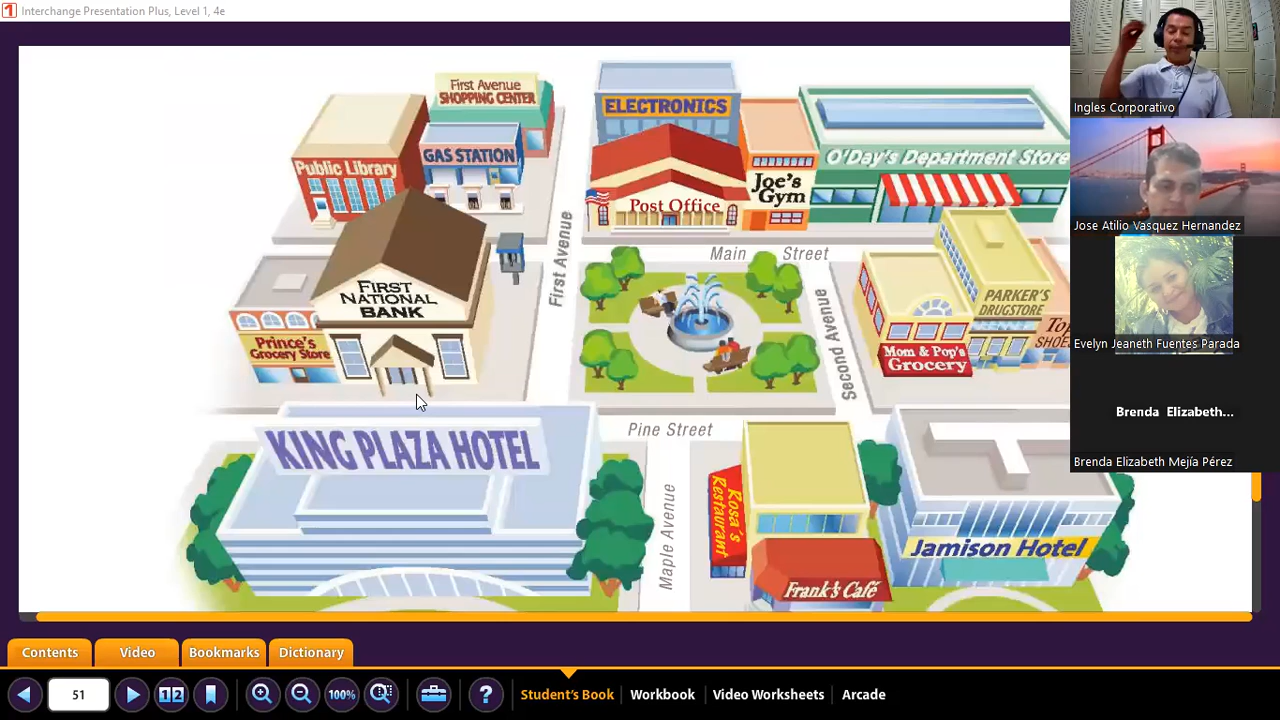 Interchange Presentation Plus, Level 1, 4e
First Avenue
SHOPPING CENTER
ELECTRONICS
Public Library
GAS STATION
Post Office
Joe's
Gym
O'Day's Department Store
Main Street
First Avenue
FIRST
NATIONAL
BANK
Prince's
Grocery Store
Second Avenue
PARKER'S
DRUGSTORE
Mom & Pop's
Grocery
KING PLAZA HOTEL
Pine Street
Maple Avenue
Rosa's
Restaurant
Frank's Café
Jamison Hotel
Ingles Corporativo
Jose Atilio Vasquez Hernandez
Evelyn Jeaneth Fuentes Parada
Brenda Elizabeth...
Brenda Elizabeth Mejía Pérez
Contents Video Bookmarks Dictionary
51 1 2 100% ? Student's Book Workbook Video Worksheets Arcade